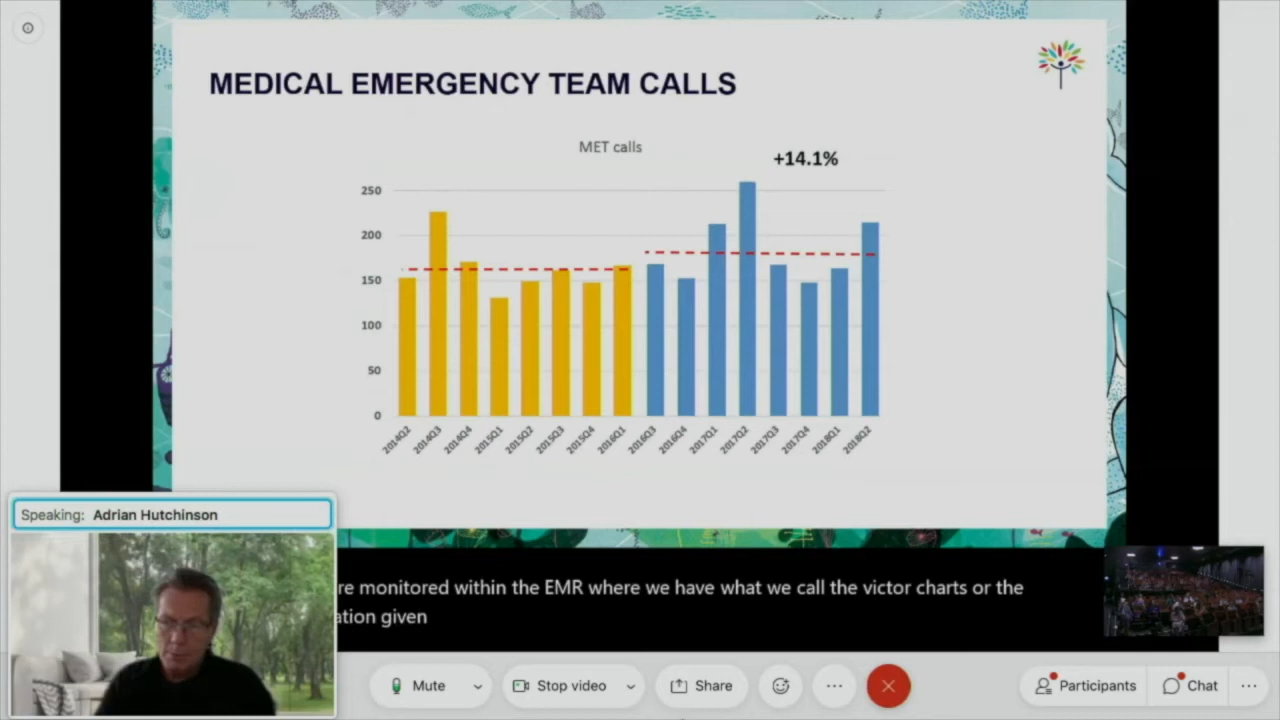 MEDICAL EMERGENCY TEAM CALLS
MET calls
+14.1%
250
200
150
100
50
0
2014Q2
2014Q3
2014Q4
2015Q1
2015Q2
2015Q3
2015Q4
2016Q1
2016Q3
2016Q4
2017Q1
2017Q2
2017Q3
2017Q4
2018Q1
2018Q2
Speaking: Adrian Hutchinson
re monitored within the EMR where we have what we call the victor charts or the
ation given
Mute
Stop video
Share
Participants
Chat